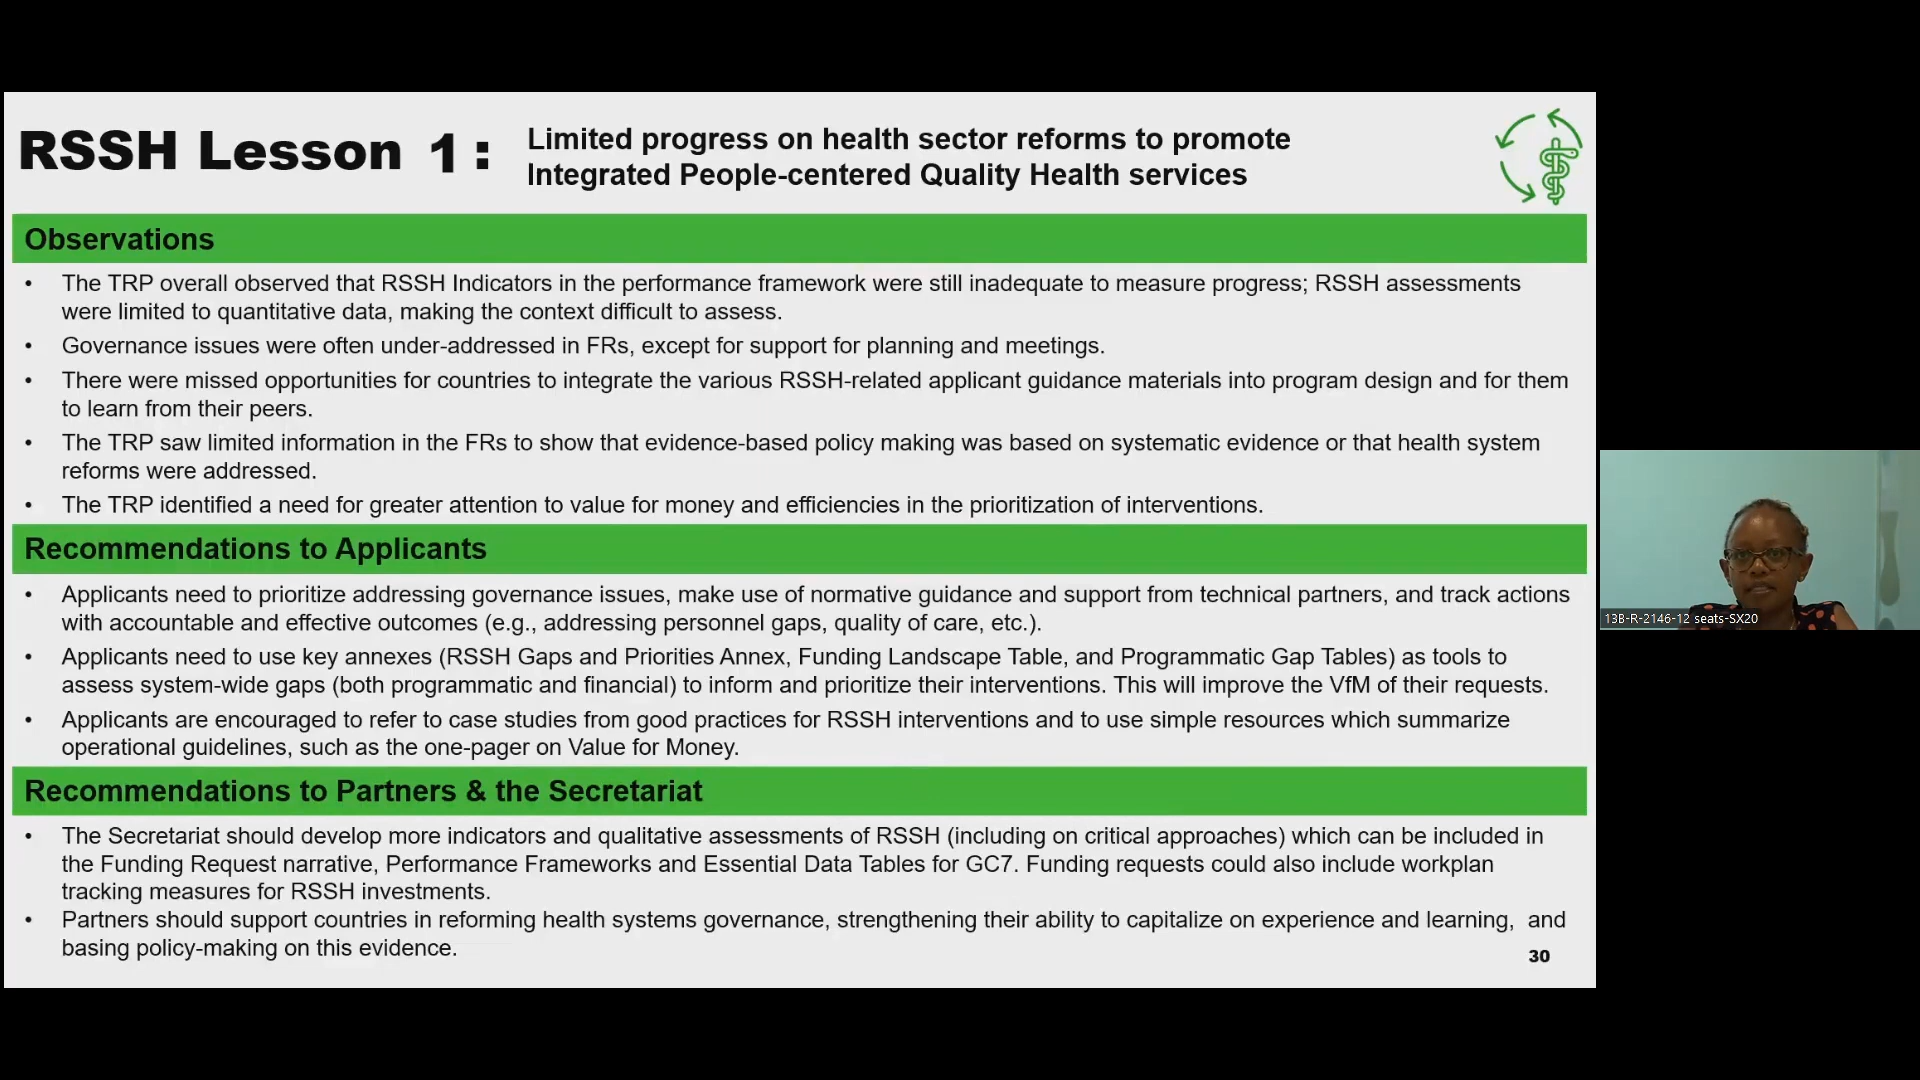 RSSH Lesson 1 :
Limited progress on health sector reforms to promote
Integrated People-centered Quality Health services
Observations
• The TRP overall observed that RSSH Indicators in the performance framework were still inadequate to measure progress; RSSH assessments
were limited to quantitative data, making the context difficult to assess.
• Governance issues were often under-addressed in FRs, except for support for planning and meetings.
• There were missed opportunities for countries to integrate the various RSSH-related applicant guidance materials into program design and for them
to learn from their peers.
• The TRP saw limited information in the FRs to show that evidence-based policy making was based on systematic evidence or that health system
reforms were addressed.
• The TRP identified a need for greater attention to value for money and efficiencies in the prioritization of interventions.
Recommendations to Applicants
• Applicants need to prioritize addressing governance issues, make use of normative guidance and support from technical partners, and track actions
with accountable and effective outcomes (e.g., addressing personnel gaps, quality of care, etc.).
• Applicants need to use key annexes (RSSH Gaps and Priorities Annex, Funding Landscape Table, and Programmatic Gap Tables) as tools to
assess system-wide gaps (both programmatic and financial) to inform and prioritize their interventions. This will improve the VfM of their requests.
• Applicants are encouraged to refer to case studies from good practices for RSSH interventions and to use simple resources which summarize
operational guidelines, such as the one-pager on Value for Money.
Recommendations to Partners & the Secretariat
• The Secretariat should develop more indicators and qualitative assessments of RSSH (including on critical approaches) which can be included in
the Funding Request narrative, Performance Frameworks and Essential Data Tables for GC7. Funding requests could also include workplan
tracking measures for RSSH investments.
• Partners should support countries in reforming health systems governance, strengthening their ability to capitalize on experience and learning, and
basing policy-making on this evidence.
30
13B-R-2146-12 seats-SX20